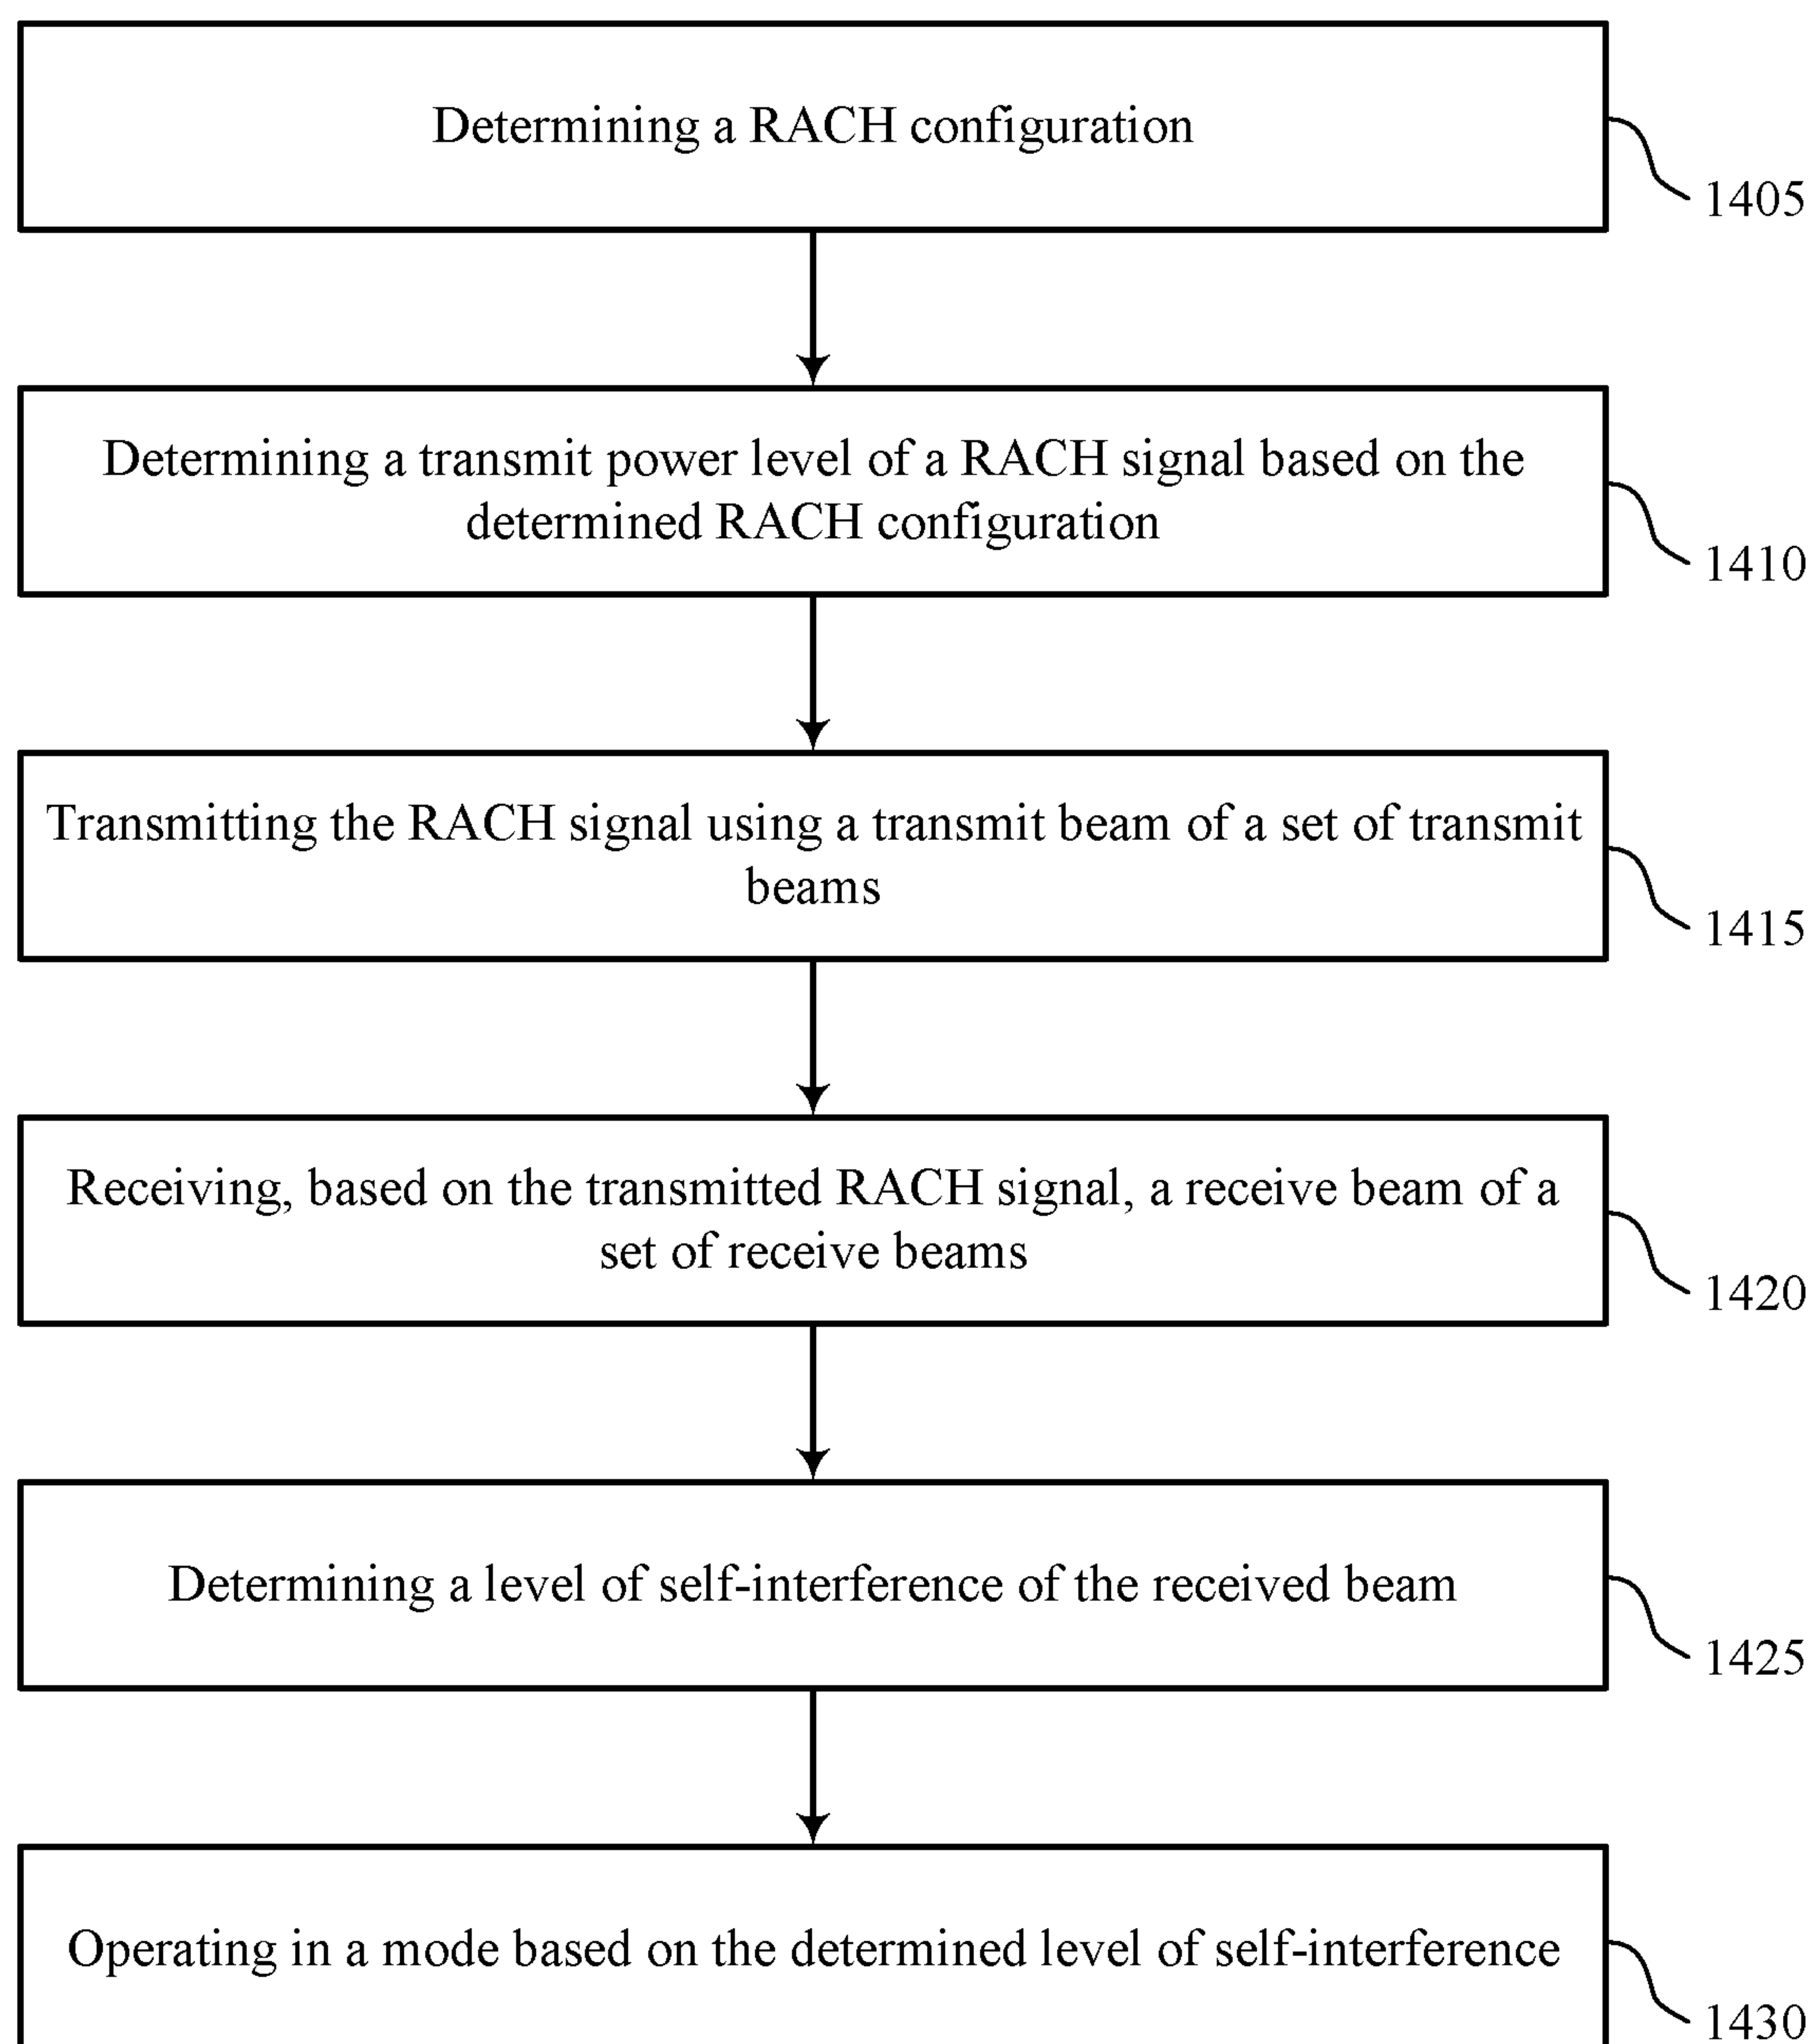 Determining a RACH configuration
1405
Determining a transmit power level of a RACH signal based on the
determined RACH configuration
1410
Transmitting the RACH signal using a transmit beam of a set of transmit
beams
1415
Receiving, based on the transmitted RACH signal, a receive beam of a
set of receive beams
1420
Determining a level of self-interference of the received beam
1425
Operating in a mode based on the determined level of self-interference
1430